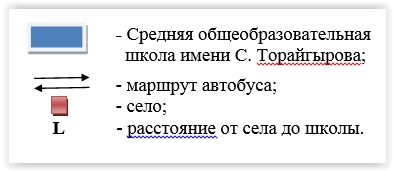 - Средняя общеобразовательная
школа имени С. Торайгырова;
- маршрут автобуса;
- село;
L - расстояние от села до школы.